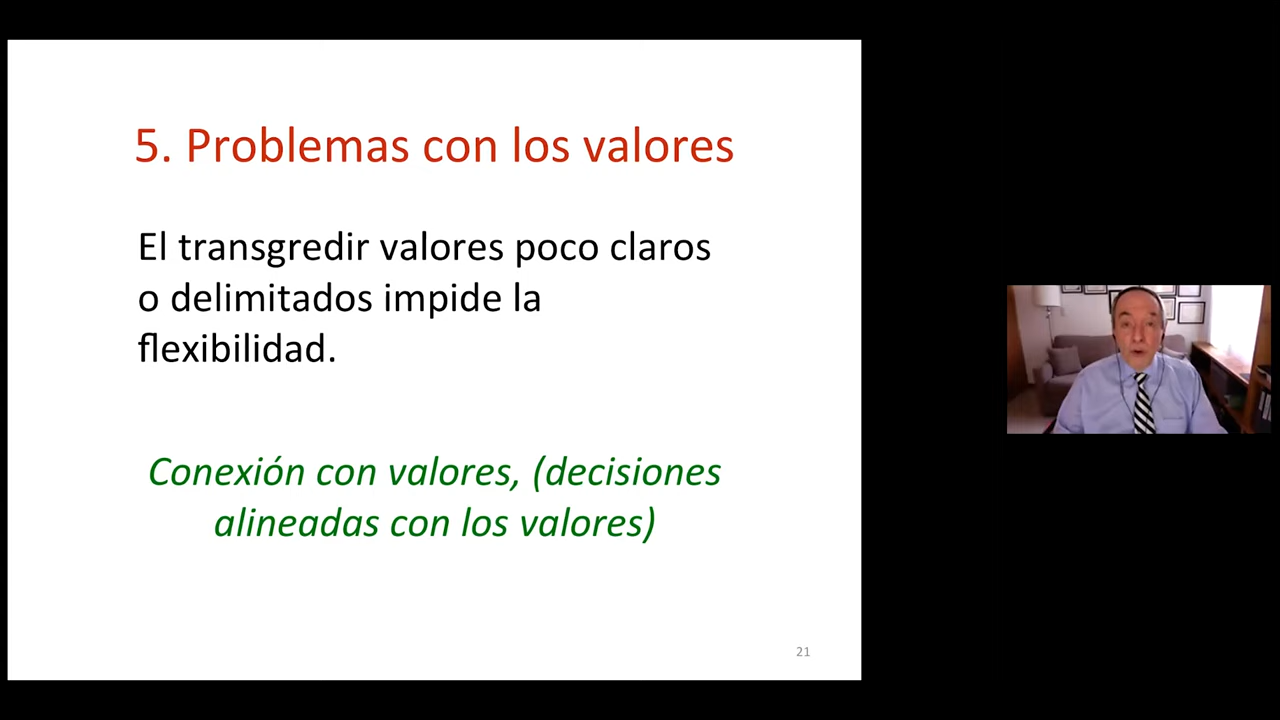 5. Problemas con los valores
El transgredir valores poco claros
o delimitados impide la
flexibilidad.
Conexión con valores, (decisiones
alineadas con los valores)
21